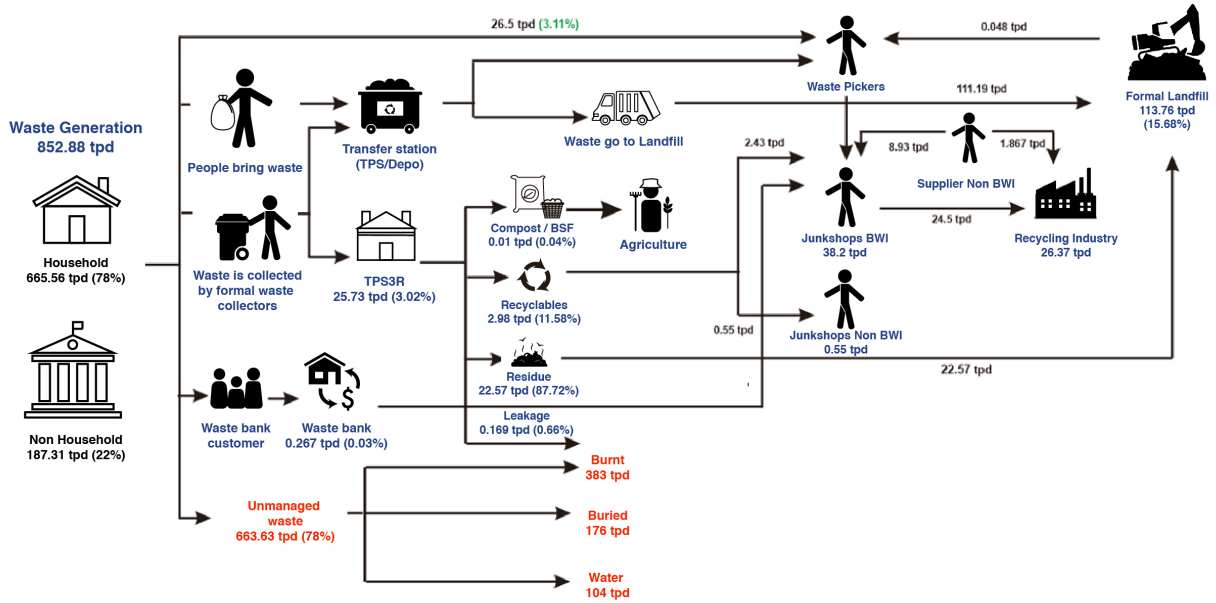 26.5 tpd (3.11%)
0.048 tpd
Waste Pickers
Formal Landfill
113.76 tpd
(15.68%)
111.19 tpd
Waste Generation
852.88 tpd
People bring waste
Transfer station
(TPS/Depo)
Waste go to Landfill
2.43 tpd
8.93 tpd
1.867 tpd
Supplier Non BWI
Household
665.56 tpd (78%)
Waste is collected
by formal waste
collectors
TPS3R
25.73 tpd (3.02%)
Compost / BSF
0.01 tpd (0.04%)
Agriculture
Junkshops BWI
38.2 tpd
24.5 tpd
Recycling Industry
26.37 tpd
Recyclables
2.98 tpd (11.58%)
0.55 tpd
Junkshops Non BWI
0.55 tpd
Residue
22.57 tpd (87.72%)
22.57 tpd
Non Household
187.31 tpd (22%)
Waste bank
customer
Waste bank
0.267 tpd (0.03%)
Leakage
0.169 tpd (0.66%)
Unmanaged
waste
663.63 tpd (78%)
Burnt
383 tpd
Buried
176 tpd
Water
104 tpd